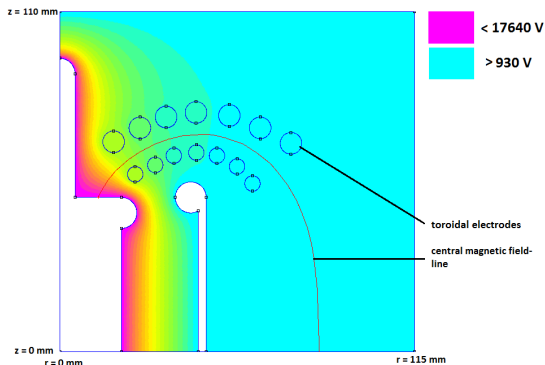 z = 110 mm
< 17640 V
> 930 V
toroidal electrodes
central magnetic field-
line
z = 0 mm
r = 0 mm
r = 115 mm